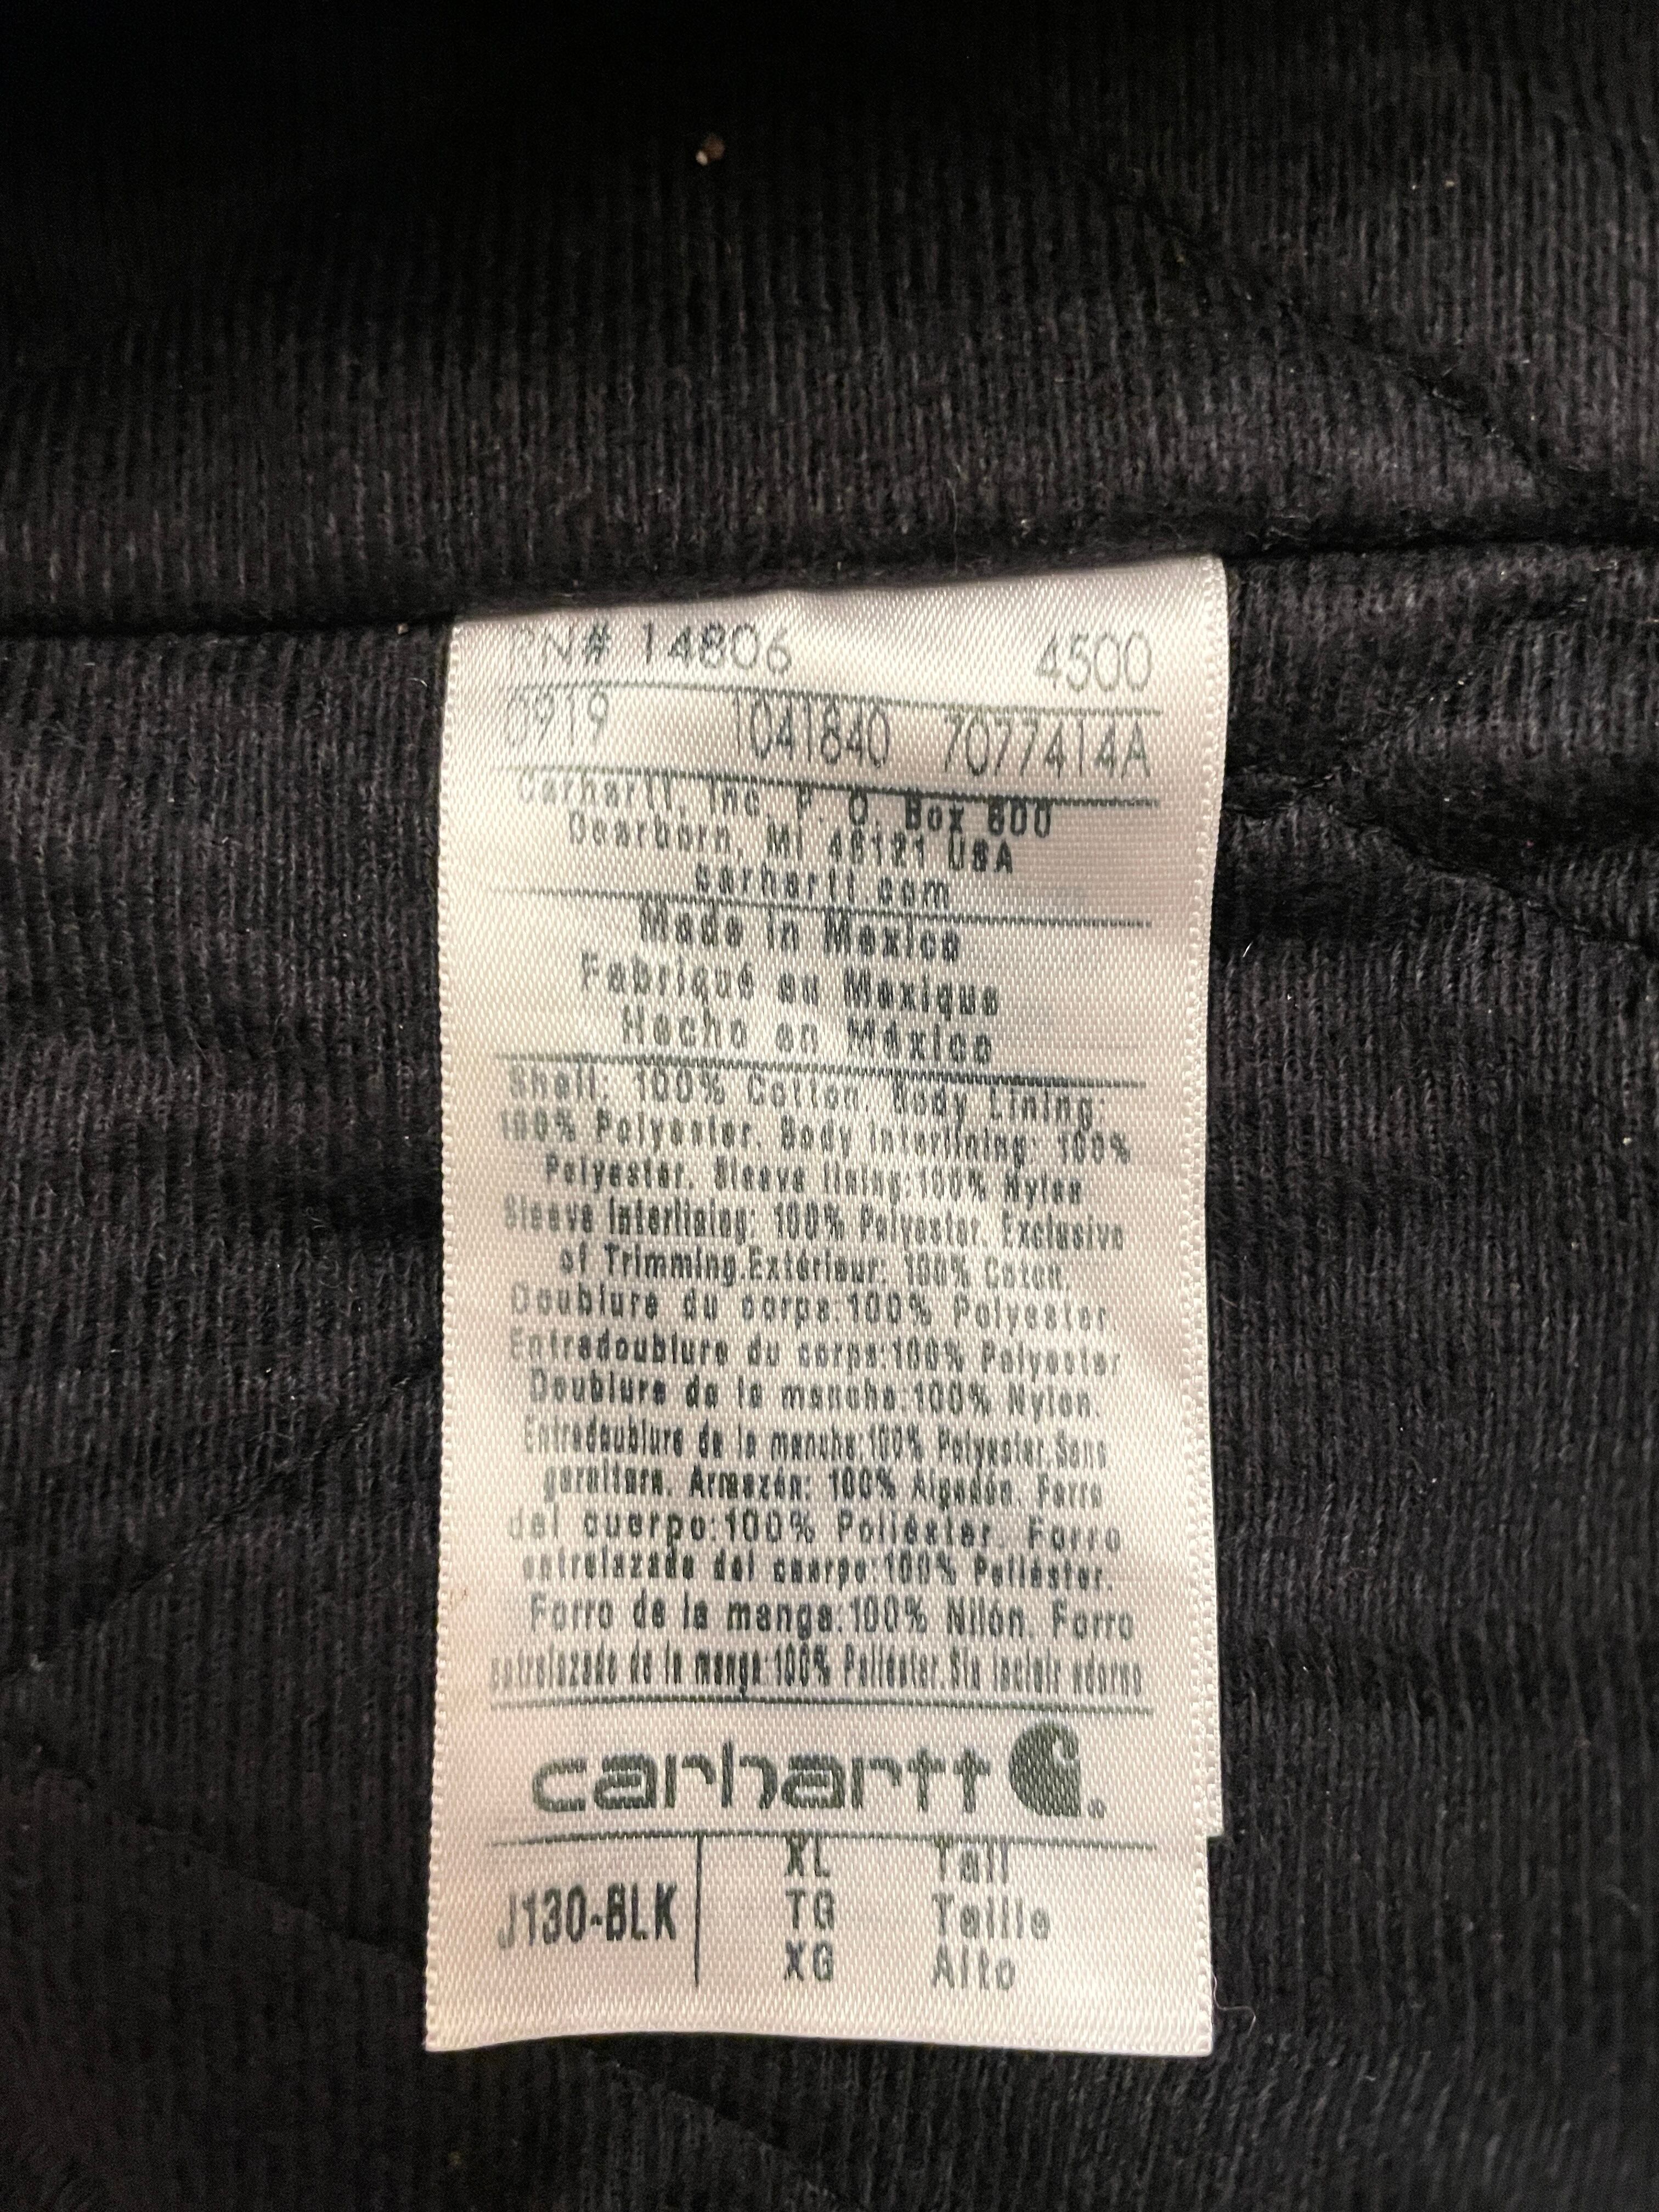 RN# 14806 4500
0919 1041840 7077414A
Carhartt, Inc P. O. Box 600
Dearborn, MI 48121 USA
carhartt.com
Made in Mexico
Fabriqué au Mexique
Hecho en México
Shell: 100% Cotton. Body Lining:
100% Polyester. Body Interlining: 100%
Polyester. Sleeve lining:100% Nylon
Sleeve Interlining: 100% Polyester. Exclusive
of Trimming.Extérieur: 100% Coton.
Doublure du corps:100% Polyester
Entredoublure du corps:100% Polyester
Doublure de la manche:100% Nylon.
Entredoublure de la manche:100% Polyester.Sans
garniture. Armazón: 100% Algodón. Forro
del cuerpo:100% Poliéster. Forro
entrelazado del cuerpo:100% Poliéster.
Forro de la manga:100% Nilón. Forro
entrelazado de la manga:100% Poliéster.Sin incluir adorno
carhartt
J130-BLK
XL Tall
TG Taille
XG Alto